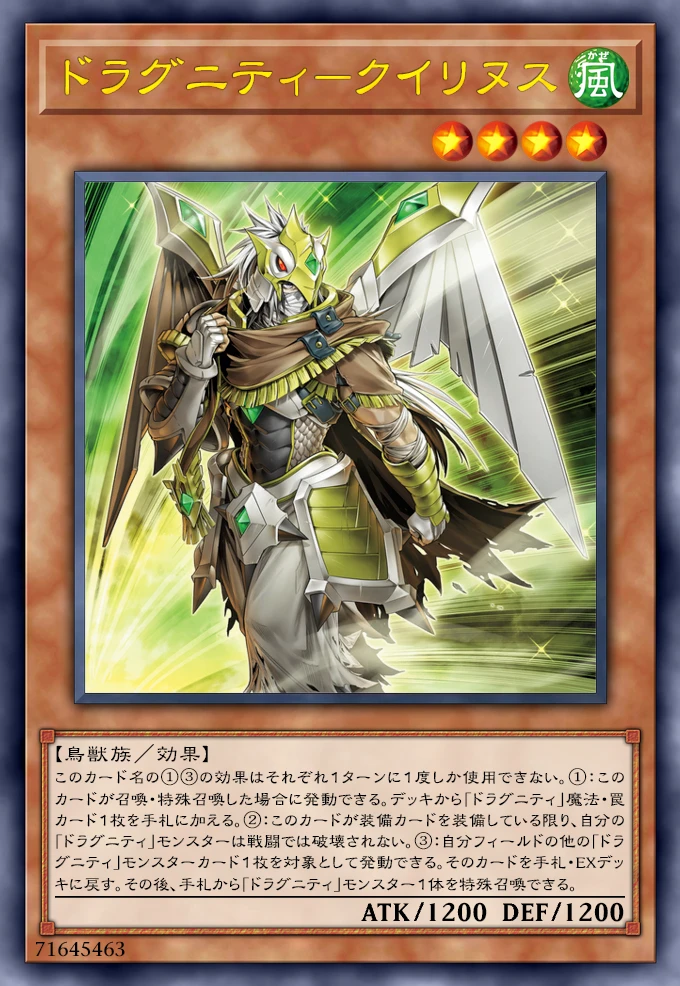 ドラグニティークイリヌス
かぜ
風
【鳥獣族／効果】
このカード名の①③の効果はそれぞれ1ターンに1度しか使用できない。①：この
カードが召喚・特殊召喚した場合に発動できる。デッキから「ドラグニティ」魔法・罠
カード1枚を手札に加える。②：このカードが装備カードを装備している限り、自分の
「ドラグニティ」モンスターは戦闘では破壊されない。③：自分フィールドの他の「ドラ
グニティ」モンスターカード1枚を対象として発動できる。そのカードを手札・EXデッ
キに戻す。その後、手札から「ドラグニティ」モンスター1体を特殊召喚できる。
ATK/1200 DEF/1200
71645463